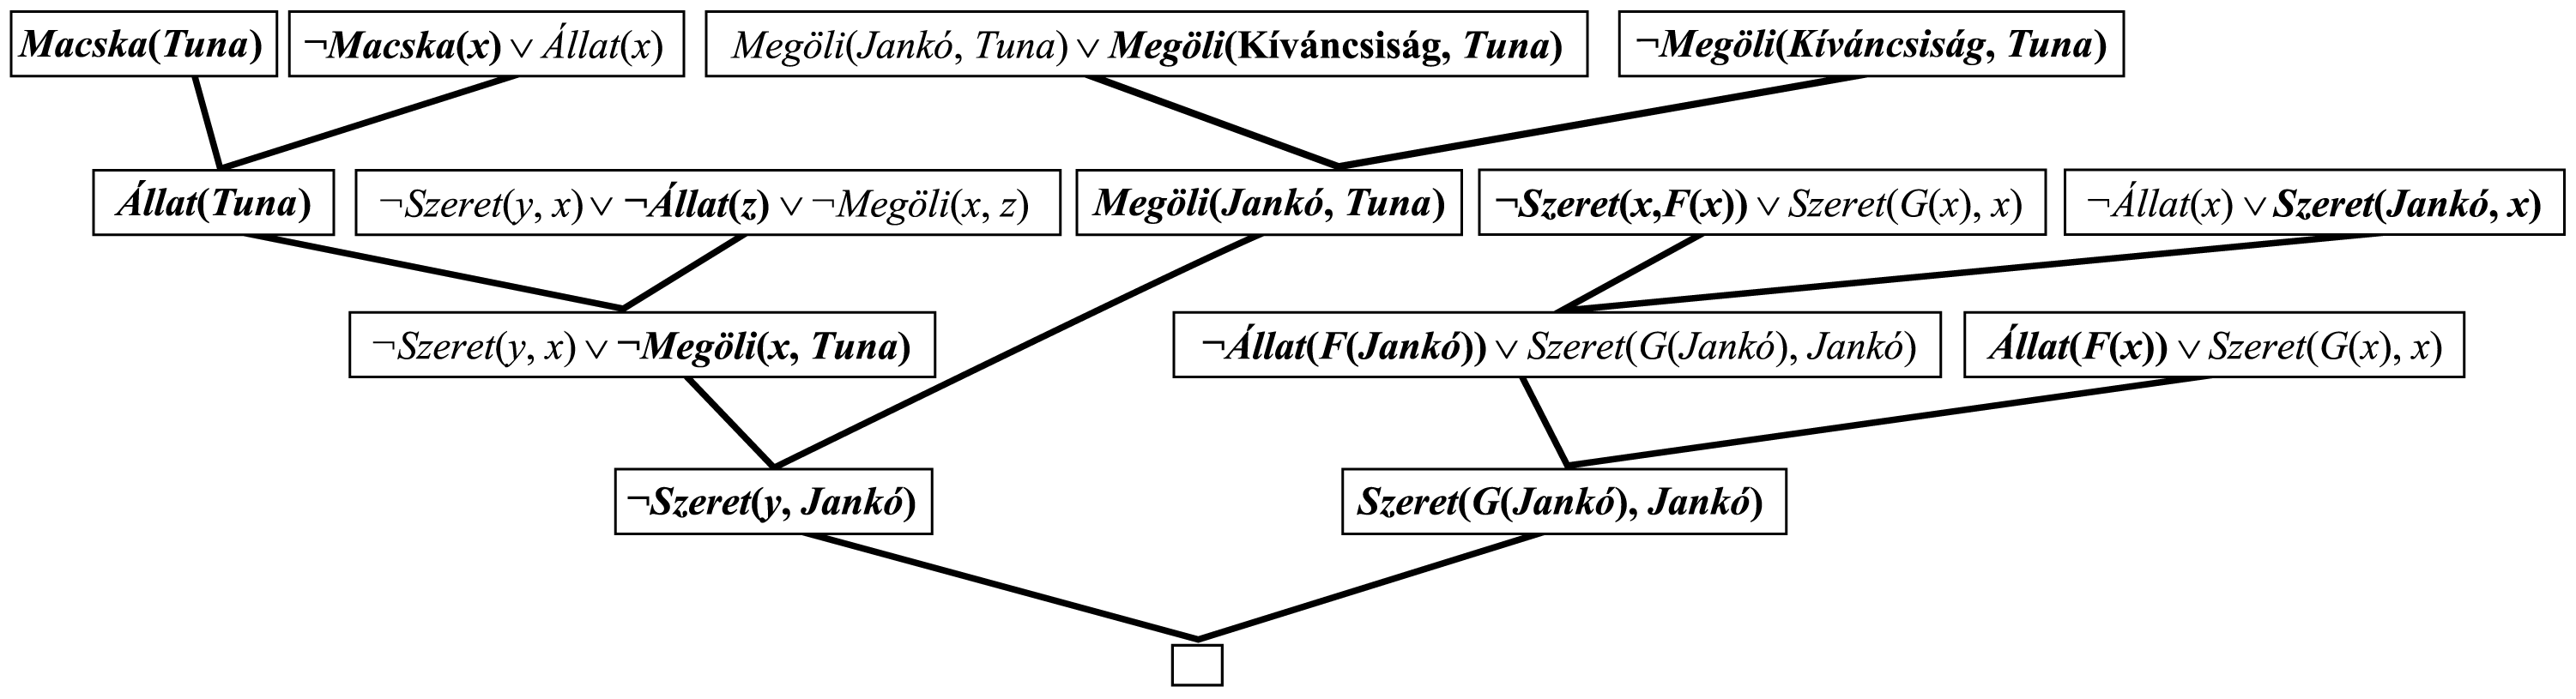 Macska(Tuna)
¬Macska(x) ∨ Állat(x)
Megöli(Jankó, Tuna) ∨ Megöli(Kíváncsiság, Tuna)
¬Megöli(Kíváncsiság, Tuna)
Állat(Tuna)
¬Szeret(y, x) ∨ ¬Állat(z) ∨ ¬Megöli(x, z)
Megöli(Jankó, Tuna)
¬Szeret(x,F(x)) ∨ Szeret(G(x), x)
¬Állat(x) ∨ Szeret(Jankó, x)
¬Szeret(y, x) ∨ ¬Megöli(x, Tuna)
¬Állat(F(Jankó)) ∨ Szeret(G(Jankó), Jankó)
Állat(F(x)) ∨ Szeret(G(x), x)
¬Szeret(y, Jankó)
Szeret(G(Jankó), Jankó)